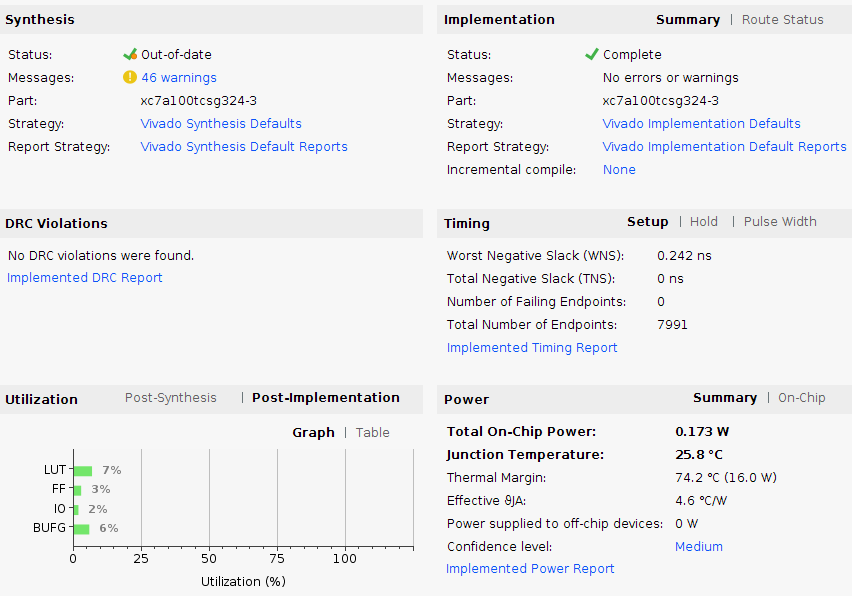 Synthesis
Status: Out-of-date
Messages: 46 warnings
Part: xc7a100tcsg324-3
Strategy: Vivado Synthesis Defaults
Report Strategy: Vivado Synthesis Default Reports
Implementation Summary | Route Status
Status: Complete
Messages: No errors or warnings
Part: xc7a100tcsg324-3
Strategy: Vivado Implementation Defaults
Report Strategy: Vivado Implementation Default Reports
Incremental compile: None
DRC Violations
No DRC violations were found.
Implemented DRC Report
Timing Setup | Hold | Pulse Width
Worst Negative Slack (WNS): 0.242 ns
Total Negative Slack (TNS): 0 ns
Number of Failing Endpoints: 0
Total Number of Endpoints: 7991
Implemented Timing Report
Utilization Post-Synthesis | Post-Implementation
Graph | Table
LUT 7%
FF 3%
IO 2%
BUFG 6%
0 25 50 75 100
Utilization (%)
Power Summary | On-Chip
Total On-Chip Power: 0.173 W
Junction Temperature: 25.8 °C
Thermal Margin: 74.2 °C (16.0 W)
Effective ϑJA: 4.6 °C/W
Power supplied to off-chip devices: 0 W
Confidence level: Medium
Implemented Power Report